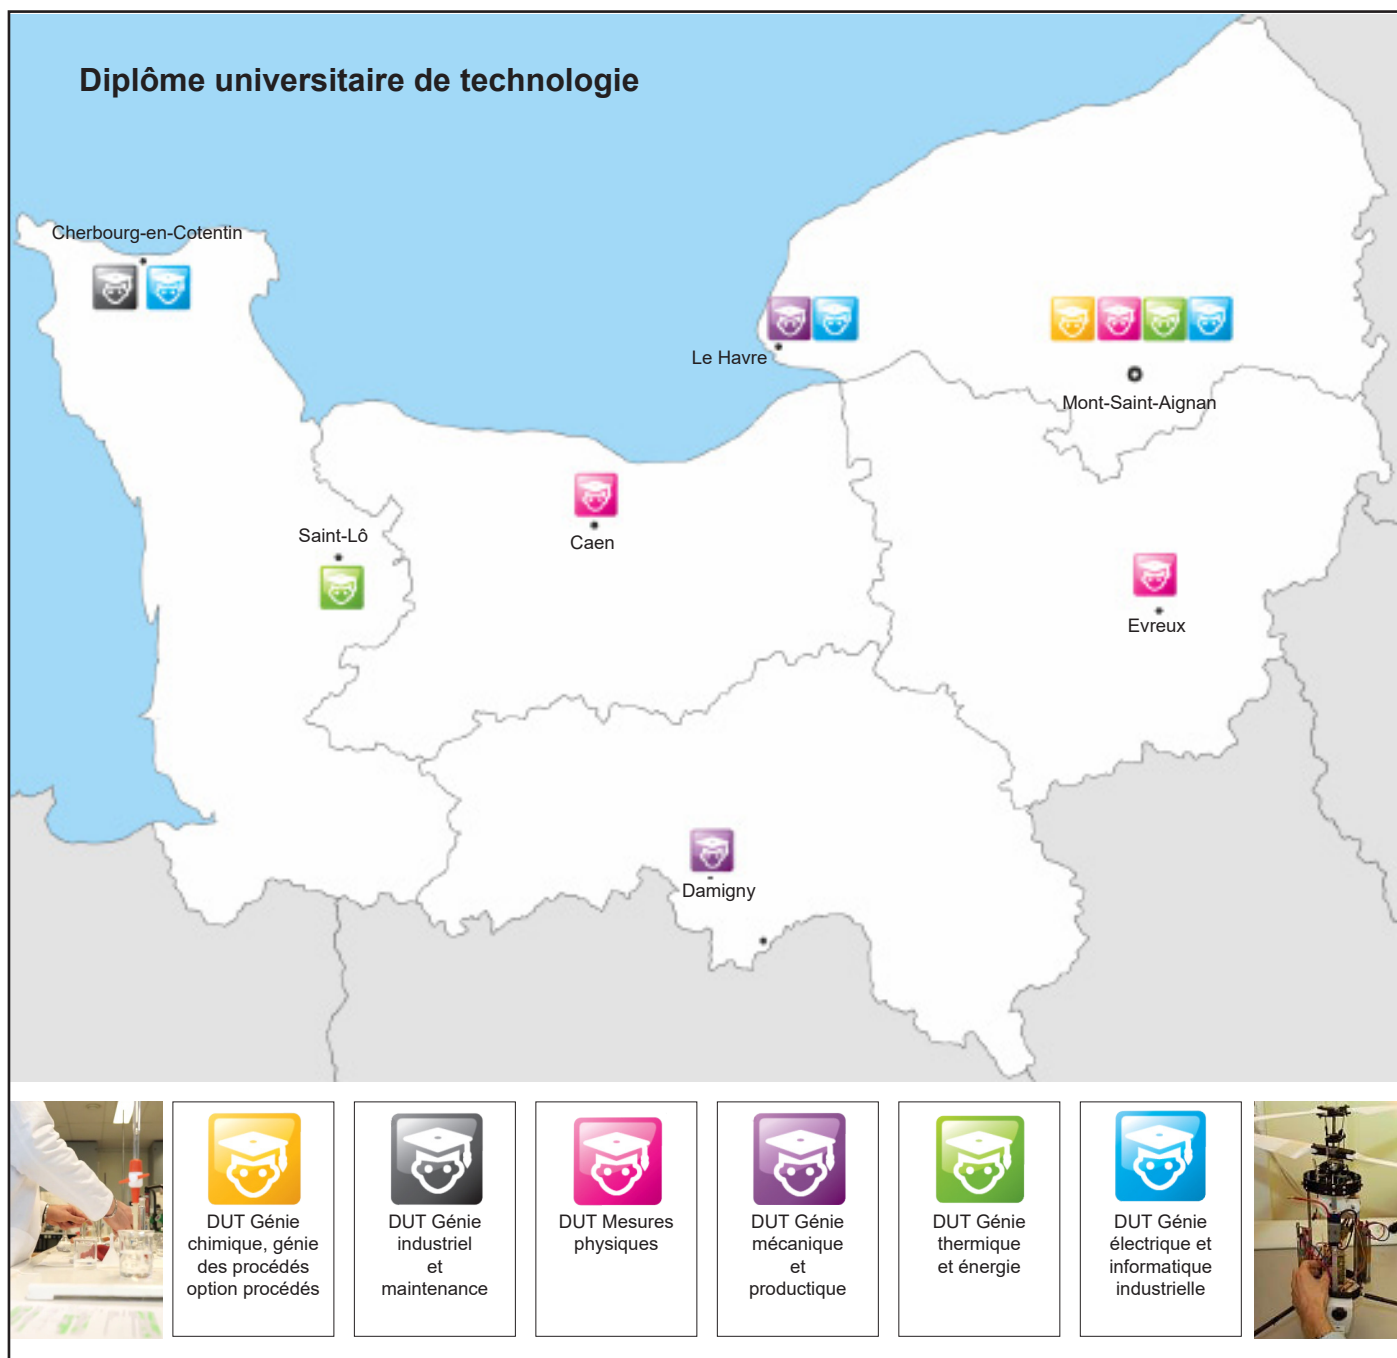 Diplôme universitaire de technologie
Cherbourg-en-Cotentin
Le Havre
Mont-Saint-Aignan
Saint-Lô
Caen
Evreux
Damigny
DUT Génie
chimique, génie
des procédés
option procédés
DUT Génie
industriel
et
maintenance
DUT Mesures
physiques
DUT Génie
mécanique
et
productique
DUT Génie
thermique
et énergie
DUT Génie
électrique et
informatique
industrielle